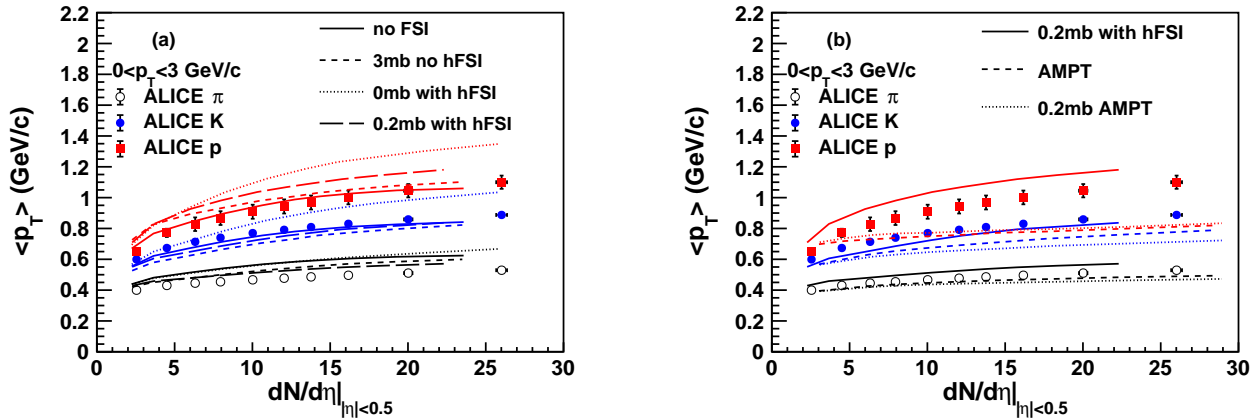 2.2
2
1.8
1.6
1.4
1.2
1
0.8
0.6
0.4
0.2
0
<p_T> (GeV/c)
(a)
0<p_T<3 GeV/c
ALICE π
ALICE K
ALICE p
no FSI
3mb no hFSI
0mb with hFSI
0.2mb with hFSI
0 5 10 15 20 25 30
dN/dη|_|η|<0.5
2.2
2
1.8
1.6
1.4
1.2
1
0.8
0.6
0.4
0.2
0
<p_T> (GeV/c)
(b)
0<p_T<3 GeV/c
ALICE π
ALICE K
ALICE p
0.2mb with hFSI
AMPT
0.2mb AMPT
0 5 10 15 20 25 30
dN/dη|_|η|<0.5